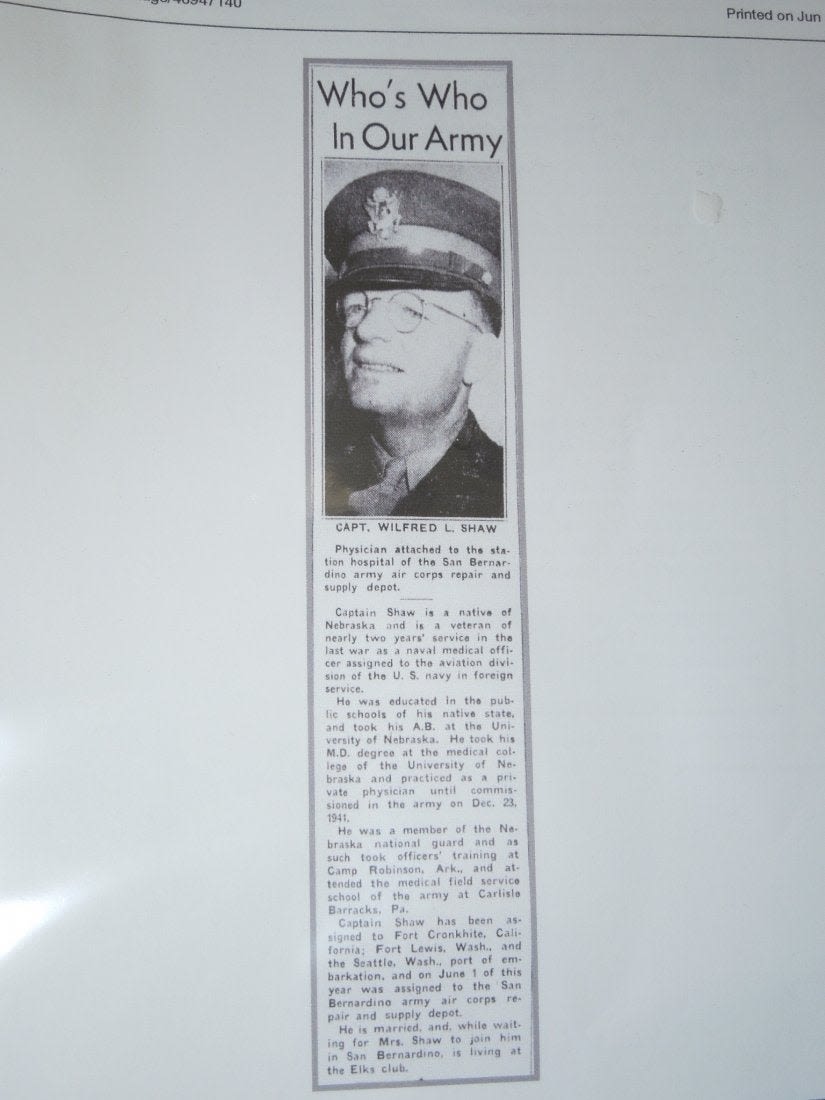 Printed on Jun
Who's Who
In Our Army
CAPT. WILFRED L. SHAW
Physician attached to the sta-
tion hospital of the San Bernar-
dino army air corps repair and
supply depot.
Captain Shaw is a native of
Nebraska and is a veteran of
nearly two years' service in the
last war as a naval medical offi-
cer assigned to the aviation divi-
sion of the U. S. navy in foreign
service.
He was educated in the pub-
lic schools of his native state,
and took his A.B. at the Uni-
versity of Nebraska. He took his
M.D. degree at the medical col-
lege of the University of Ne-
braska and practiced as a pri-
vate physician until commis-
sioned in the army on Dec. 23,
1941.
He was a member of the Ne-
braska national guard and as
such took officers' training at
Camp Robinson, Ark., and at-
tended the medical field service
school of the army at Carlisle
Barracks, Pa.
Captain Shaw has been as-
signed to Fort Cronkhite, Cali-
fornia; Fort Lewis, Wash., and
the Seattle, Wash., port of em-
barkation, and on June 1 of this
year was assigned to the San
Bernardino army air corps re-
pair and supply depot.
He is married, and, while wait-
ing for Mrs. Shaw to join him
in San Bernardino, is living at
the Elks club.